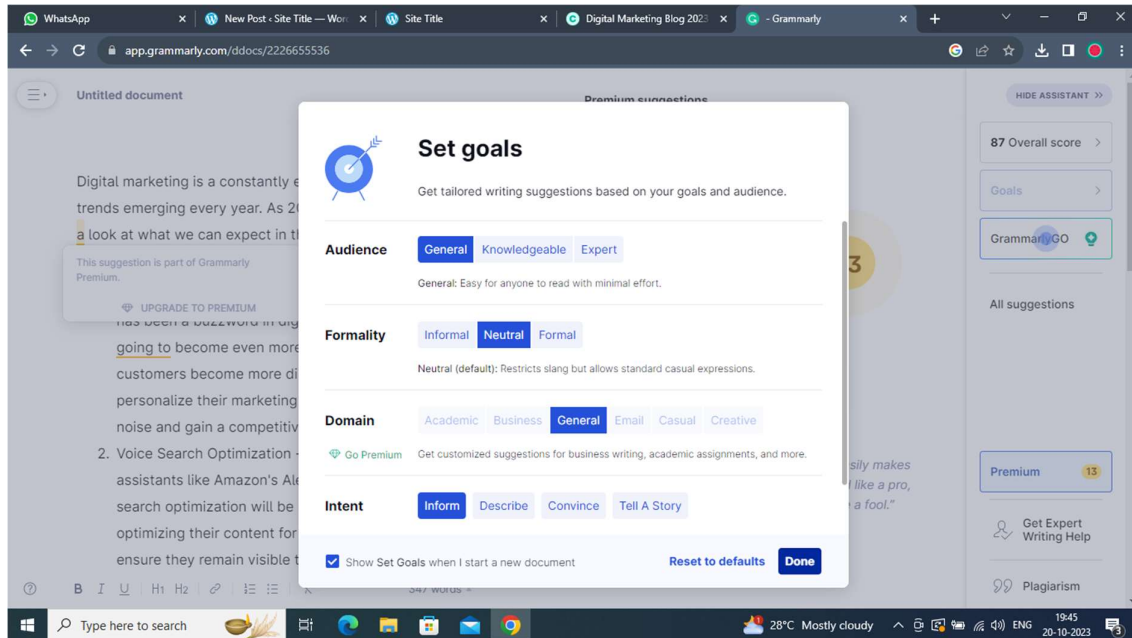 WhatsApp
New Post ‹ Site Title — Wor
Site Title
Digital Marketing Blog 2023
- Grammarly
app.grammarly.com/ddocs/2226655536
Untitled document
Premium suggestions
HIDE ASSISTANT
87 Overall score
Goals
GrammarlyGO
All suggestions
Premium 13
Get Expert
Writing Help
Plagiarism
Digital marketing is a constantly
trends emerging every year. As
a look at what we can expect in
This suggestion is part of Grammarly
Premium.
UPGRADE TO PREMIUM
has been a buzzword in
going to become even more
customers become more
personalize their marketing
noise and gain a
2. Voice Search Optimization -
assistants like Amazon's
search optimization will be
optimizing their content for
ensure they remain visible
Set goals
Get tailored writing suggestions based on your goals and audience.
Audience General Knowledgeable Expert
General: Easy for anyone to read with minimal effort.
Formality Informal Neutral Formal
Neutral (default): Restricts slang but allows standard casual expressions.
Domain Academic Business General Email Casual Creative
Go Premium Get customized suggestions for business writing, academic assignments, and more.
Intent Inform Describe Convince Tell A Story
Show Set Goals when I start a new document Reset to defaults Done
3
makes
like a pro,
a fool."
B I U H1 H2
347 words
Type here to search
28°C Mostly cloudy
ENG
19:45
20-10-2023
3